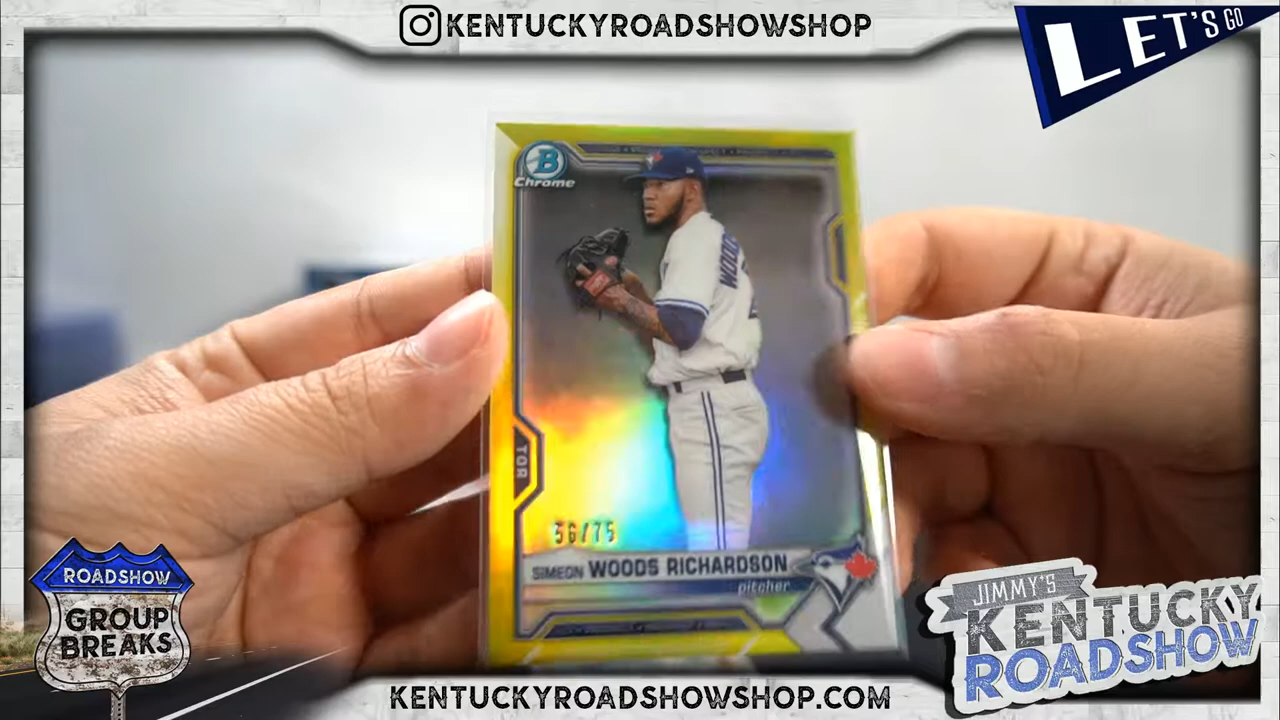 KENTUCKYROADSHOWSHOP
LET'S GO
B
Chrome
WOOD
TOR
56/75
SIMEON WOODS RICHARDSON
pitcher
ROADSHOW
GROUP
BREAKS
JIMMY'S
KENTUCKY
ROADSHOW
KENTUCKYROADSHOWSHOP.COM